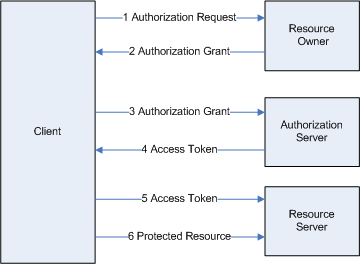 1 Authorization Request
Resource
Owner
2 Authorization Grant
Client
3 Authorization Grant
Authorization
Server
4 Access Token
5 Access Token
Resource
Server
6 Protected Resource